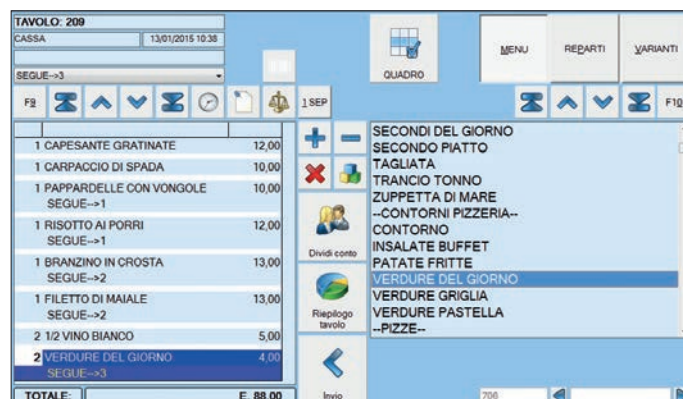 TAVOLO: 209
CASSA 13/01/2015 10:38
SEGUE-->3
QUADRO
MENU REPARTI VARIANTI
F9 1 SEP F10
1 CAPESANTE GRATINATE 12,00
1 CARPACCIO DI SPADA 10,00
1 PAPPARDELLE CON VONGOLE 10,00
SEGUE-->1
1 RISOTTO AI PORRI 12,00
SEGUE-->1
1 BRANZINO IN CROSTA 13,00
SEGUE-->2
1 FILETTO DI MAIALE 13,00
SEGUE-->2
2 1/2 VINO BIANCO 5,00
2 VERDURE DEL GIORNO 4,00
SEGUE-->3
TOTALE: E. 88,00
Dividi conto
Riepilogo
tavolo
Invio
SECONDI DEL GIORNO
SECONDO PIATTO
TAGLIATA
TRANCIO TONNO
ZUPPETTA DI MARE
--CONTORNI PIZZERIA--
CONTORNO
INSALATE BUFFET
PATATE FRITTE
VERDURE DEL GIORNO
VERDURE GRIGLIA
VERDURE PASTELLA
--PIZZE--
706